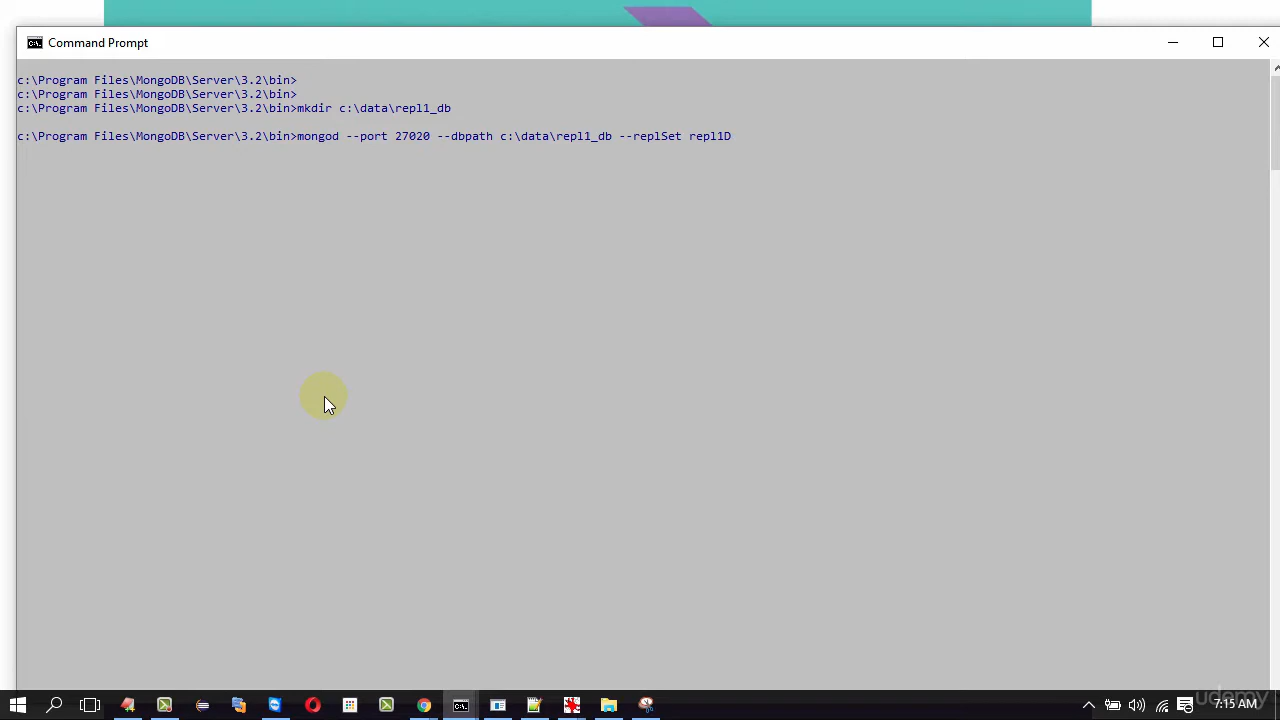 Command Prompt
c:\Program Files\MongoDB\Server\3.2\bin>
c:\Program Files\MongoDB\Server\3.2\bin>
c:\Program Files\MongoDB\Server\3.2\bin>mkdir c:\data\repl1_db
c:\Program Files\MongoDB\Server\3.2\bin>mongod --port 27020 --dbpath c:\data\repl1_db --replSet repl1D
udemy
7:15 AM